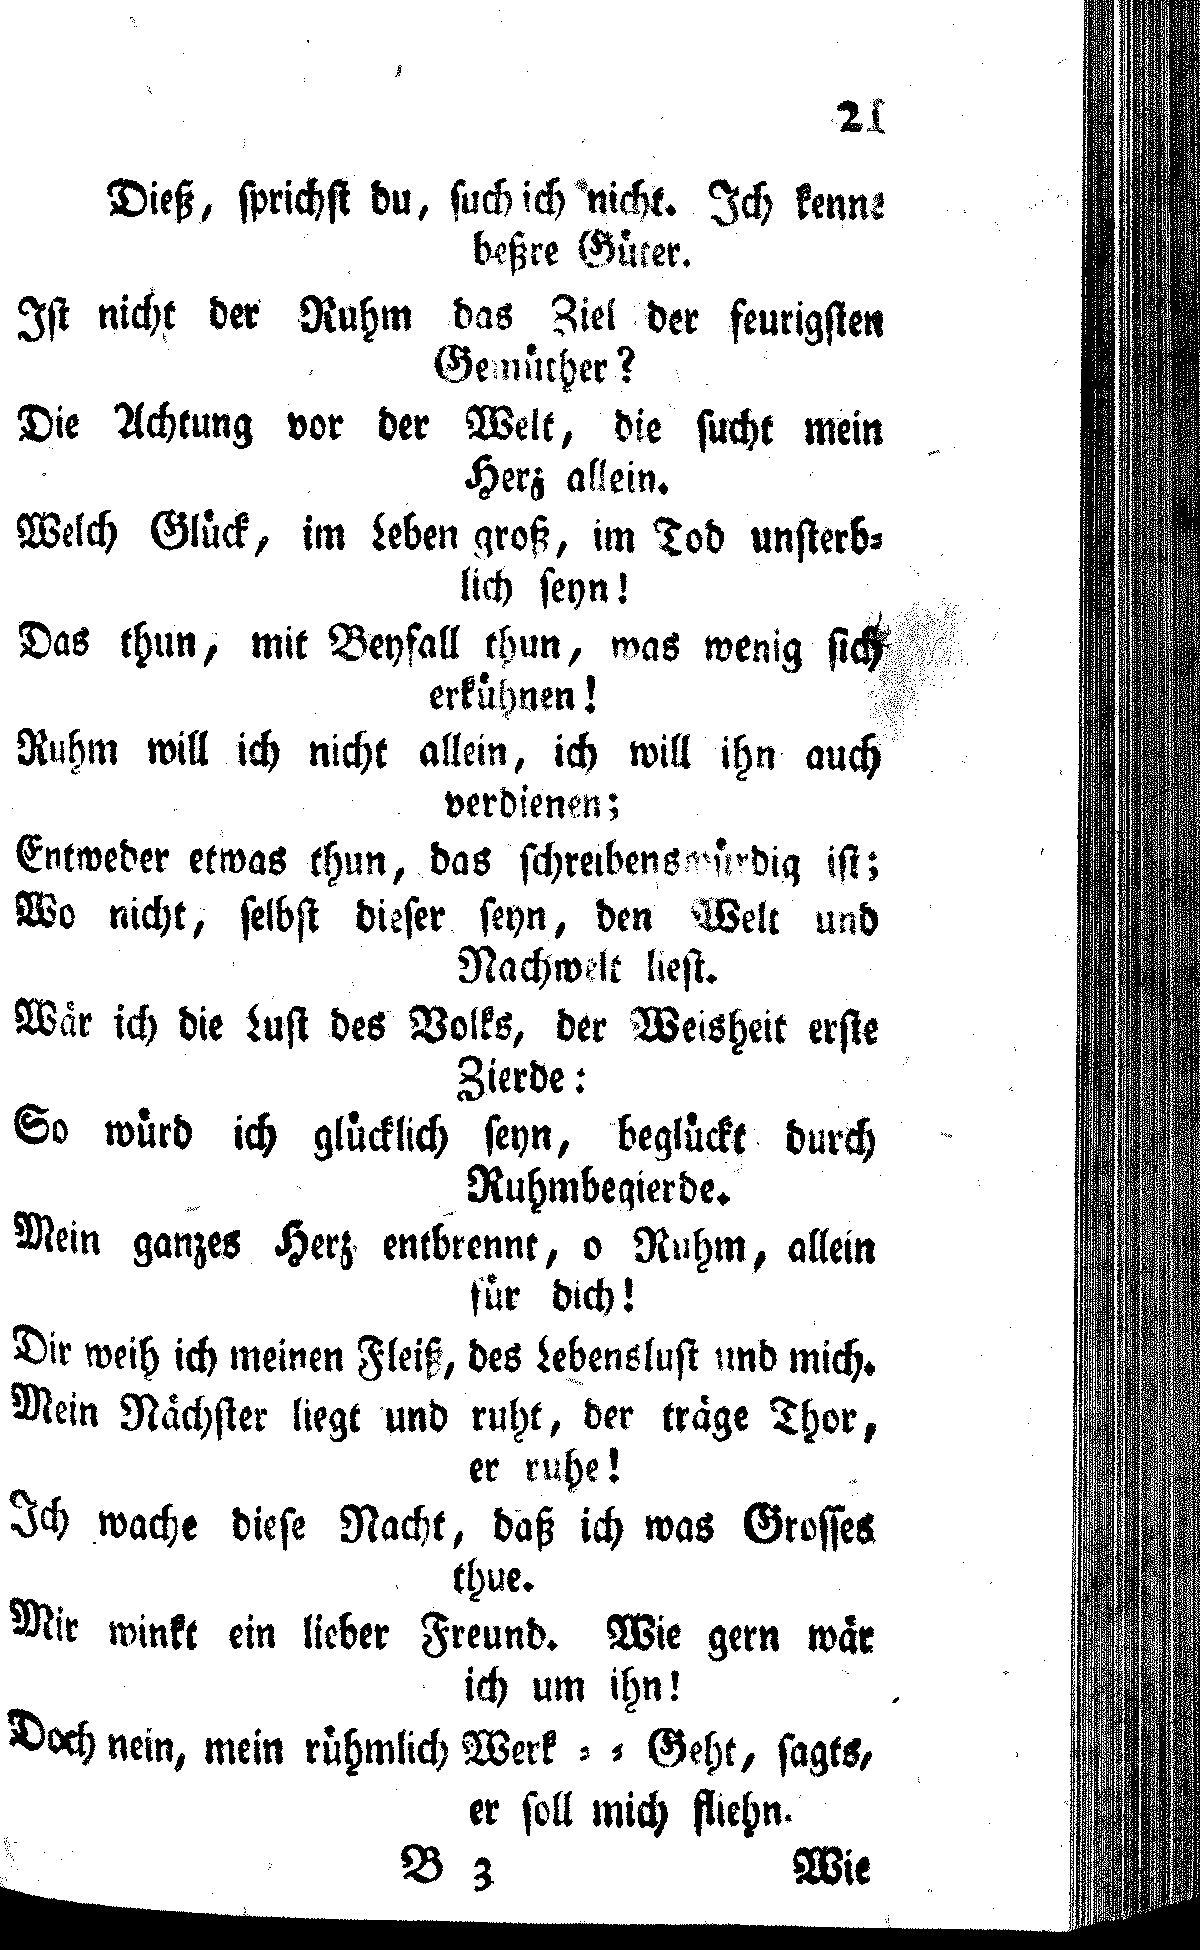 21
Dieß, sprichst du, such ich nicht. Ich kenne
beßre Güter.
Ist nicht der Ruhm das Ziel der feurigsten
Gemüther?
Die Achtung vor der Welt, die sucht mein
Herz allein.
Welch Glück, im Leben groß, im Tod unsterb-
lich seyn!
Das thun, mit Beyfall thun, was wenig sich
erkühnen!
Ruhm will ich nicht allein, ich will ihn auch
verdienen;
Entweder etwas thun, das schreibenswürdig ist;
Wo nicht, selbst dieser seyn, den Welt und
Nachwelt liest.
Wär ich die Lust des Volks, der Weisheit erste
Zierde:
So würd ich glücklich seyn, beglückt durch
Ruhmbegierde.
Mein ganzes Herz entbrennt, o Ruhm, allein
für dich!
Dir weih ich meinen Fleiß, des Lebenslust und mich.
Mein Nächster liegt und ruht, der träge Thor,
er ruhe!
Ich wache diese Nacht, daß ich was Grosses
thue.
Mir winkt ein lieber Freund. Wie gern wär
ich um ihn!
Doch nein, mein rühmlich Werk - - Geht, sagts,
er soll mich fliehn.
B 3 Wie